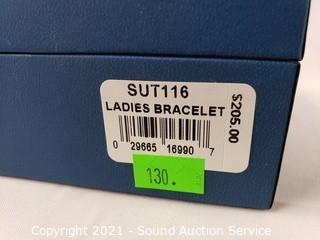 SUT116
LADIES BRACELET
$205.00
0 29665 16990 7
130.
Copyright 2021 - Sound Auction Service